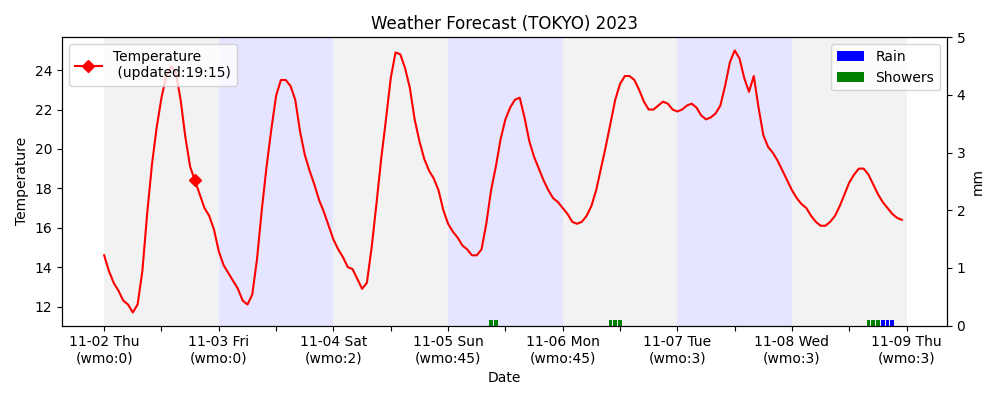 Weather Forecast (TOKYO) 2023
Temperature
(updated:19:15)
Rain
Showers
Temperature
24
22
20
18
16
14
12
5
4
3
2
1
0
mm
11-02 Thu
(wmo:0)
11-03 Fri
(wmo:0)
11-04 Sat
(wmo:2)
11-05 Sun
(wmo:45)
11-06 Mon
(wmo:45)
11-07 Tue
(wmo:3)
11-08 Wed
(wmo:3)
11-09 Thu
(wmo:3)
Date